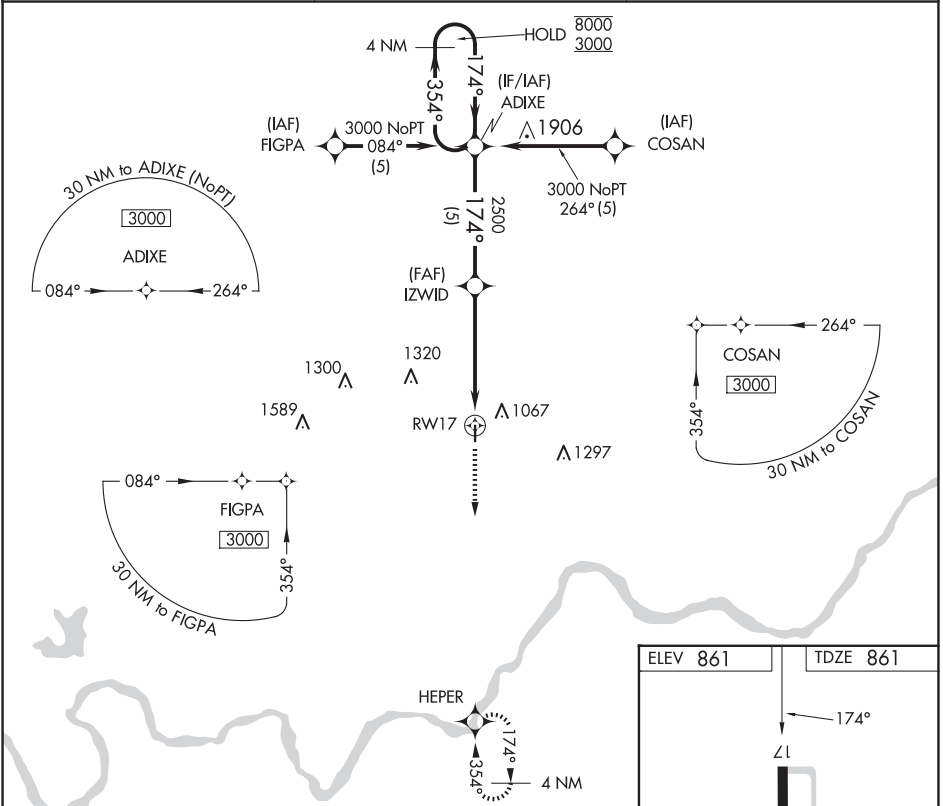 HOLD 8000
3000
4 NM
174°
354°
(IF/IAF)
ADIXE
(IAF)
FIGPA
3000 NoPT
084°
(5)
1906
(IAF)
COSAN
3000 NoPT
264° (5)
30 NM to ADIXE (NoPT)
3000
ADIXE
084°
264°
2500
174°
(5)
(FAF)
IZWID
264°
COSAN
3000
354°
30 NM to COSAN
1300
1320
1589
RW17
1067
1297
084°
FIGPA
3000
354°
30 NM to FIGPA
HEPER
174°
354°
4 NM
ELEV 861
TDZE 861
174°
17